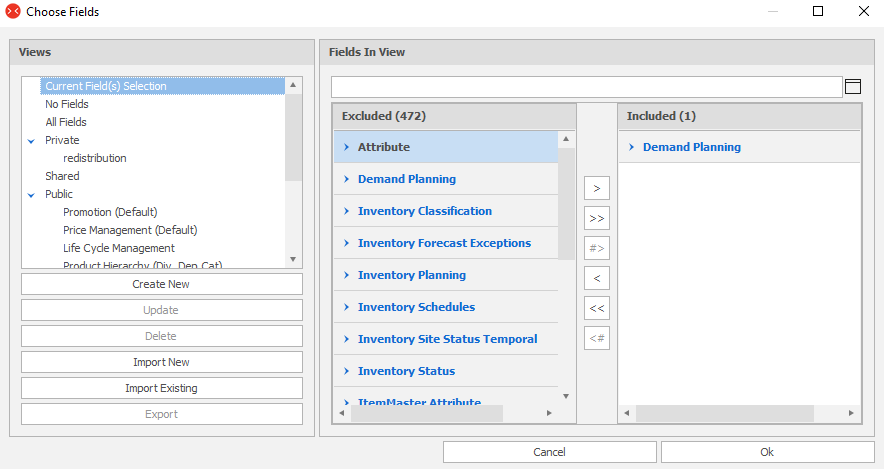 Choose Fields
Views
Current Field(s) Selection
No Fields
All Fields
Private
redistribution
Shared
Public
Promotion (Default)
Price Management (Default)
Life Cycle Management
Product Hierarchy (Div, Dep, Cat)
Create New
Update
Delete
Import New
Import Existing
Export
Fields In View
Excluded (472)
Attribute
Demand Planning
Inventory Classification
Inventory Forecast Exceptions
Inventory Planning
Inventory Schedules
Inventory Site Status Temporal
Inventory Status
ItemMaster Attribute
>
>>
#>
<
<<
<#
Included (1)
Demand Planning
Cancel
Ok